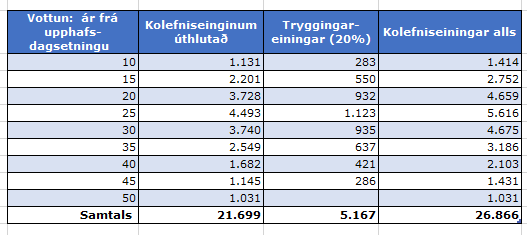 Vottun: ár frá upphafs-dagsetningu | Kolefniseinginum úthlutað | Tryggingar-einingar (20%) | Kolefniseiningar alls
10 1.131 283 1.414
15 2.201 550 2.752
20 3.728 932 4.659
25 4.493 1.123 5.616
30 3.740 935 4.675
35 2.549 637 3.186
40 1.682 421 2.103
45 1.145 286 1.431
50 1.031 1.031
Samtals 21.699 5.167 26.866